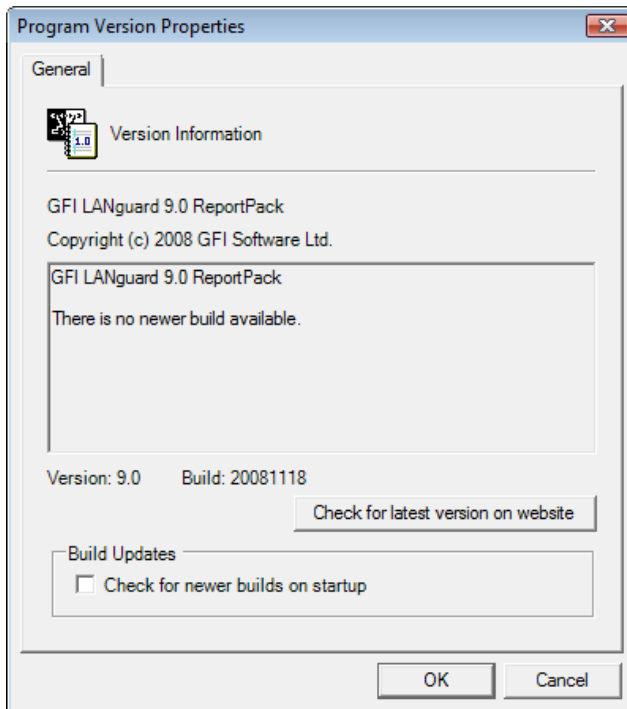 Program Version Properties
General
1.0
Version Information
GFI LANguard 9.0 ReportPack
Copyright (c) 2008 GFI Software Ltd.
GFI LANguard 9.0 ReportPack
There is no newer build available.
Version: 9.0 Build: 20081118
Check for latest version on website
Build Updates
Check for newer builds on startup
OK Cancel